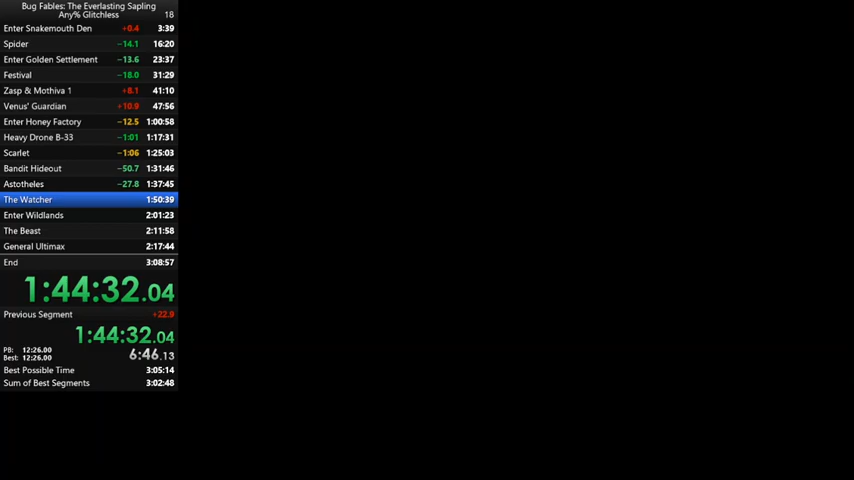 Bug Fables: The Everlasting Sapling
Any% Glitchless 18
Enter Snakemouth Den +0.4 3:39
Spider −14.1 16:20
Enter Golden Settlement −13.6 23:37
Festival −18.0 31:29
Zasp & Mothiva 1 +8.1 41:10
Venus' Guardian +10.9 47:56
Enter Honey Factory −12.5 1:00:58
Heavy Drone B-33 −1:01 1:17:31
Scarlet −1:06 1:25:03
Bandit Hideout −50.7 1:31:46
Astotheles −27.8 1:37:45
The Watcher 1:50:39
Enter Wildlands 2:01:23
The Beast 2:11:58
General Ultimax 2:17:44
End 3:08:57
1:44:32.04
Previous Segment +22.9
1:44:32.04
PB: 12:26.00
Best: 12:26.00 6:46.13
Best Possible Time 3:05:14
Sum of Best Segments 3:02:48